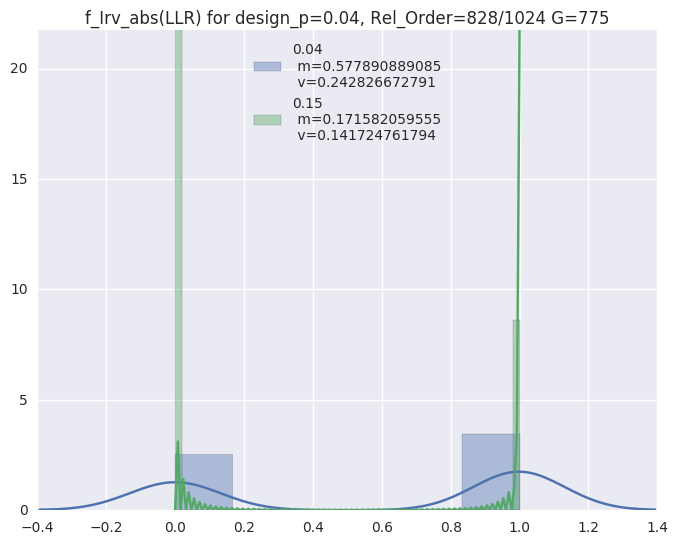 f_Irv_abs(LLR) for design_p=0.04, Rel_Order=828/1024 G=775
0.04
m=0.577890889085
v=0.242826672791
0.15
m=0.171582059555
v=0.141724761794
20
15
10
5
0
−0.4 −0.2 0.0 0.2 0.4 0.6 0.8 1.0 1.2 1.4